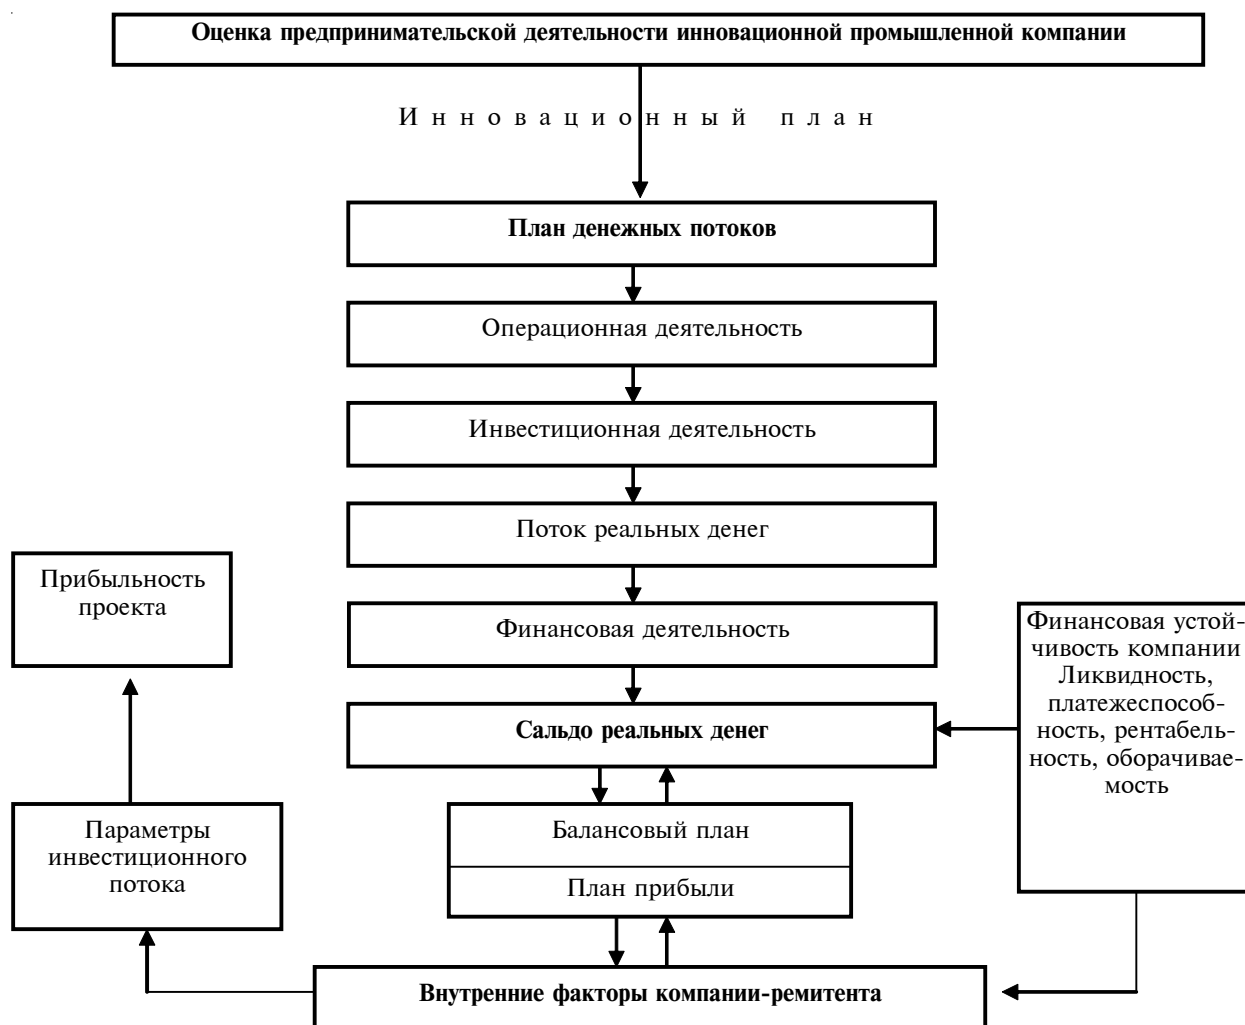 Оценка предпринимательской деятельности инновационной промышленной компании
Инновационный план
План денежных потоков
Операционная деятельность
Инвестиционная деятельность
Поток реальных денег
Прибыльность
проекта
Финансовая деятельность
Финансовая устой-
чивость компании
Ликвидность,
платежеспособ-
ность, рентабель-
ность, оборачивае-
мость
Сальдо реальных денег
Параметры
инвестиционного
потока
Балансовый план
План прибыли
Внутренние факторы компании-ремитента